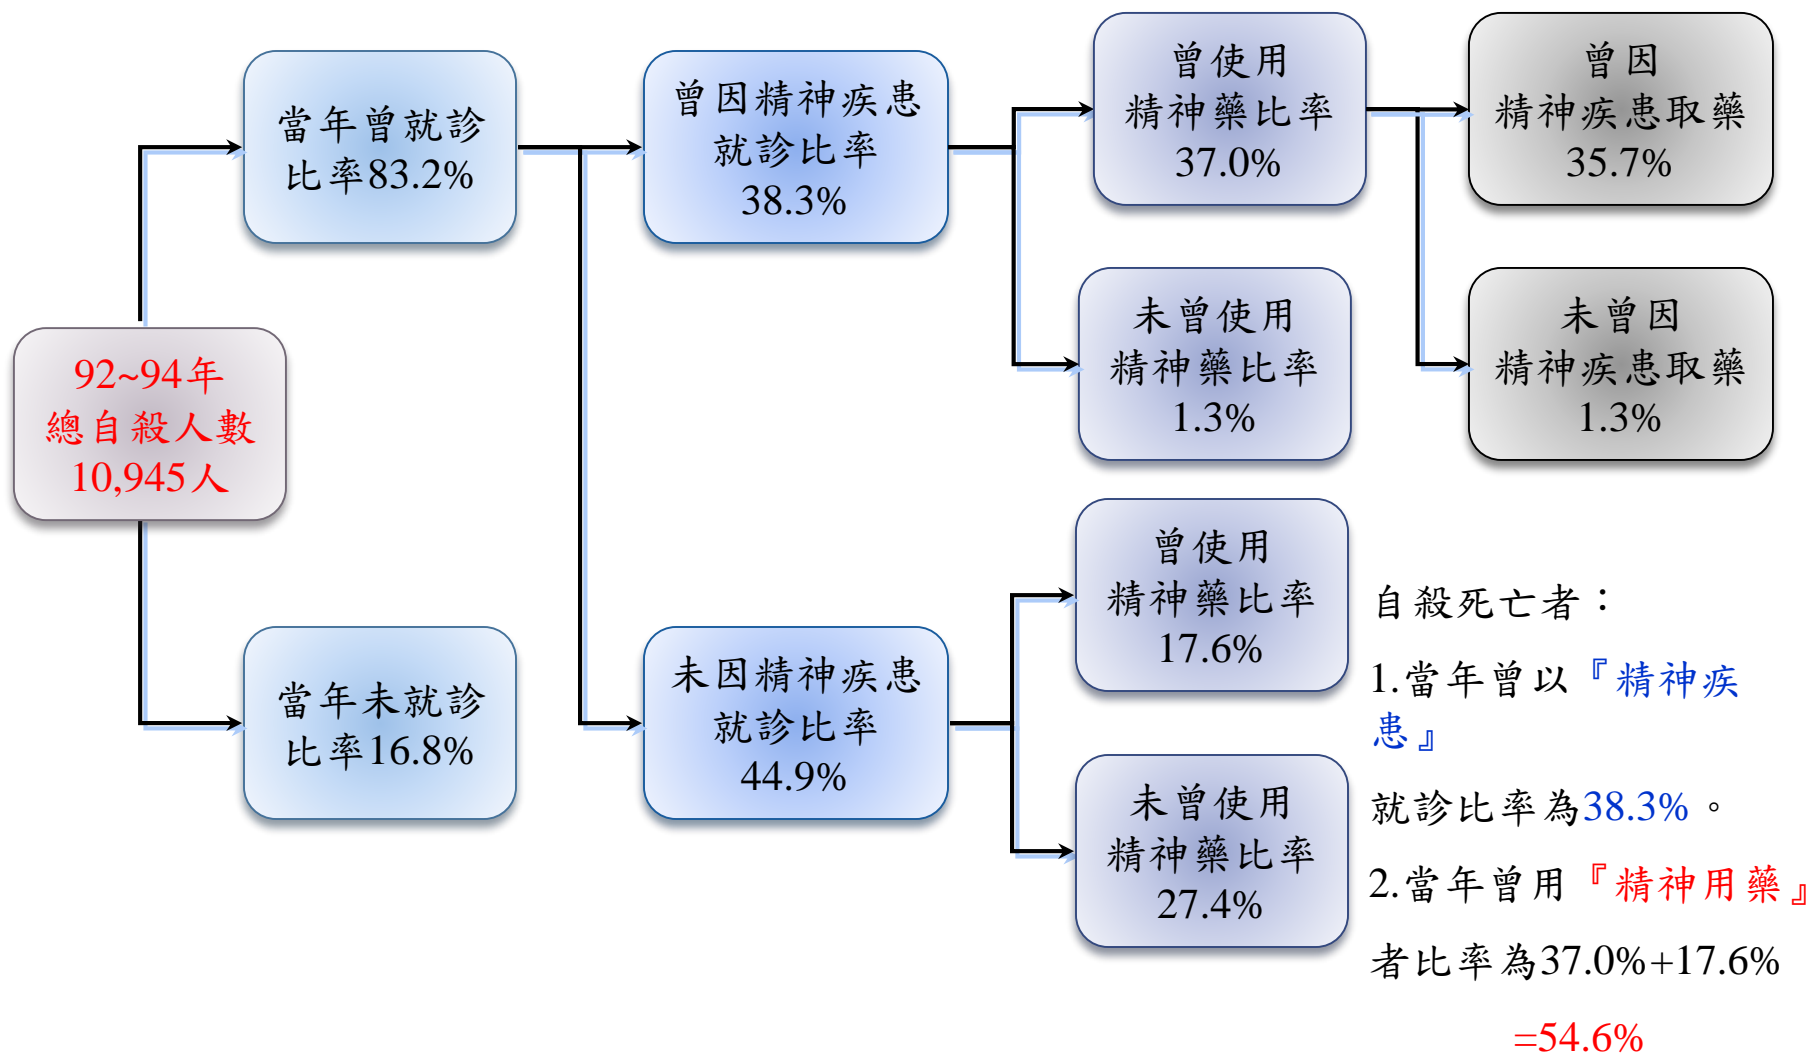 92~94年
總自殺人數
10,945人
當年曾就診
比率83.2%
當年未就診
比率16.8%
曾因精神疾患
就診比率
38.3%
未因精神疾患
就診比率
44.9%
曾使用
精神藥比率
37.0%
未曾使用
精神藥比率
1.3%
曾使用
精神藥比率
17.6%
未曾使用
精神藥比率
27.4%
曾因
精神疾患取藥
35.7%
未曾因
精神疾患取藥
1.3%
自殺死亡者：
1.當年曾以『精神疾
患』
就診比率為38.3%。
2.當年曾用『精神用藥』
者比率為37.0%+17.6%
=54.6%